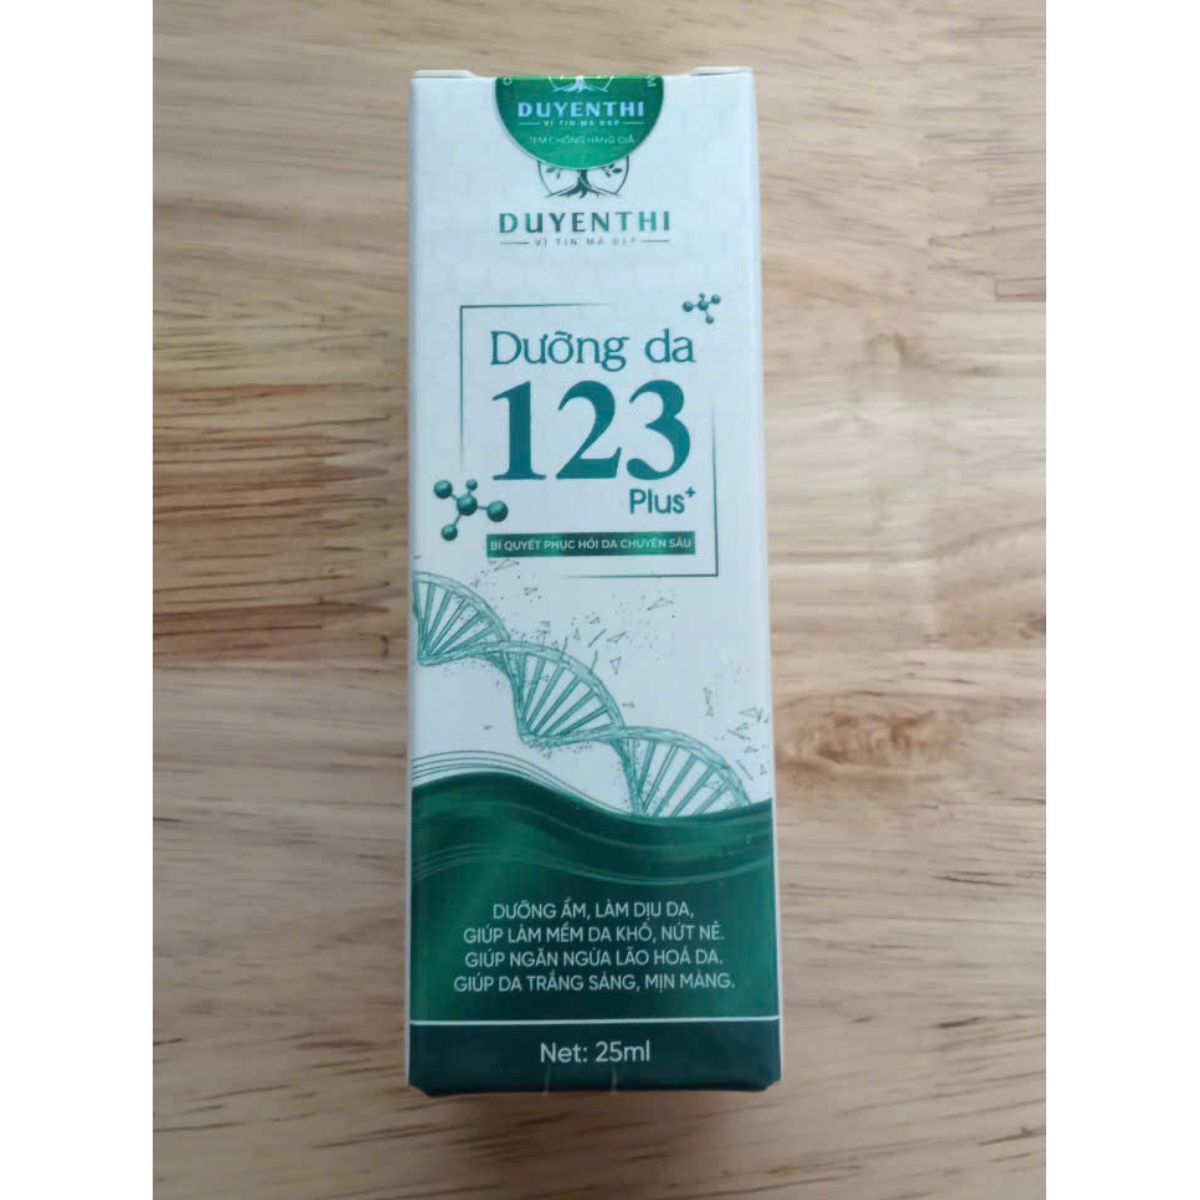 DUYENTHI
VÌ TIN MÀ ĐẸP
TEM CHỐNG HÀNG GIẢ
DUYENTHI
VÌ TIN MÀ ĐẸP
Dưỡng da
123
Plus+
BÍ QUYẾT PHỤC HỒI DA CHUYÊN SÂU
DƯỠNG ẨM, LÀM DỊU DA,
GIÚP LÀM MỀM DA KHÔ, NỨT NẺ.
GIÚP NGĂN NGỪA LÃO HOÁ DA.
GIÚP DA TRẮNG SÁNG, MỊN MÀNG.
Net: 25ml